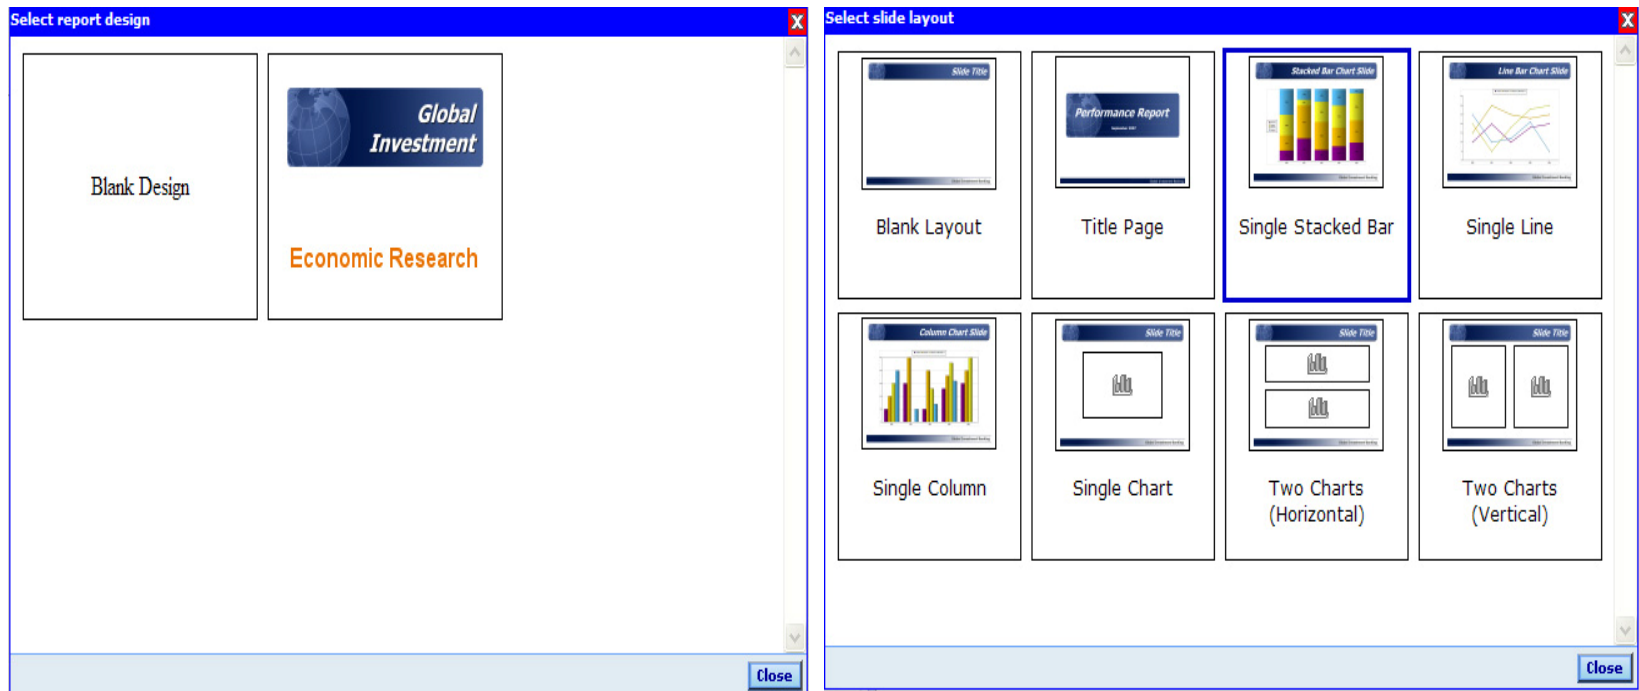 Select report design
X
Blank Design
Global
Investment
Economic Research
Close
Select slide layout
X
Slide Title
Blank Layout
Performance Report
September 2007
Title Page
Stacked Bar Chart Slide
Single Stacked Bar
Line Bar Chart Slide
Single Line
Column Chart Slide
Single Column
Slide Title
Single Chart
Slide Title
Two Charts
(Horizontal)
Slide Title
Two Charts
(Vertical)
Close